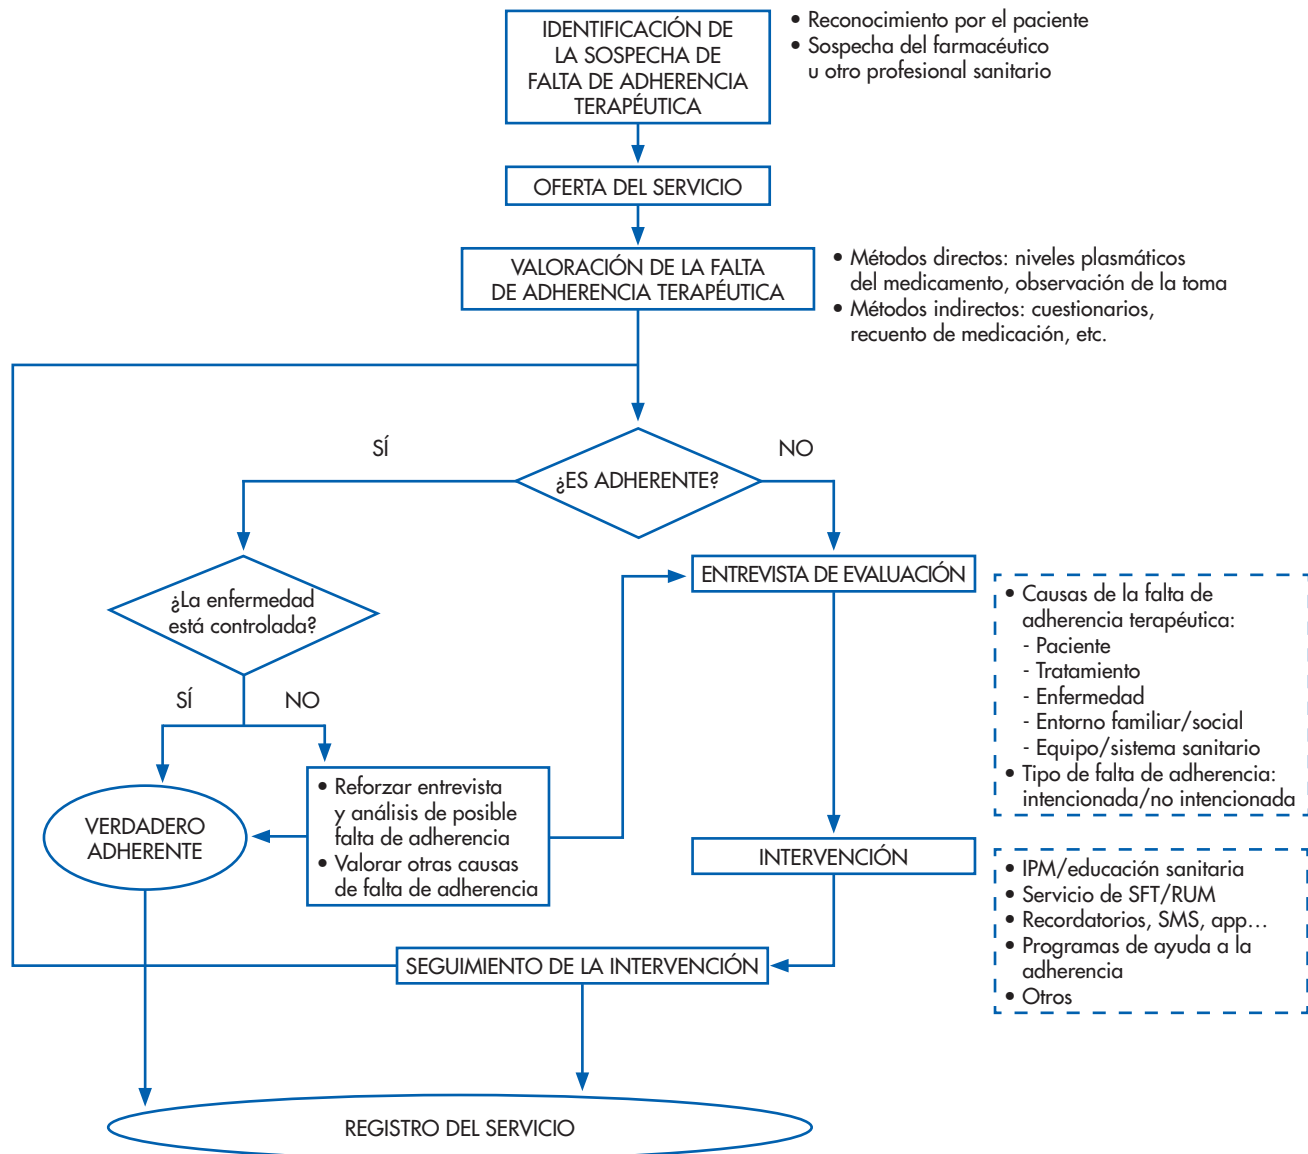 IDENTIFICACIÓN DE
LA SOSPECHA DE
FALTA DE ADHERENCIA
TERAPÉUTICA
• Reconocimiento por el paciente
• Sospecha del farmacéutico
u otro profesional sanitario
OFERTA DEL SERVICIO
VALORACIÓN DE LA FALTA
DE ADHERENCIA TERAPÉUTICA
• Métodos directos: niveles plasmáticos
del medicamento, observación de la toma
• Métodos indirectos: cuestionarios,
recuento de medicación, etc.
SÍ
NO
¿ES ADHERENTE?
¿La enfermedad
está controlada?
ENTREVISTA DE EVALUACIÓN
• Causas de la falta de
adherencia terapéutica:
- Paciente
- Tratamiento
- Enfermedad
- Entorno familiar/social
- Equipo/sistema sanitario
• Tipo de falta de adherencia:
intencionada/no intencionada
SÍ
NO
VERDADERO
ADHERENTE
• Reforzar entrevista
y análisis de posible
falta de adherencia
• Valorar otras causas
de falta de adherencia
INTERVENCIÓN
• IPM/educación sanitaria
• Servicio de SFT/RUM
• Recordatorios, SMS, app...
• Programas de ayuda a la
adherencia
• Otros
SEGUIMIENTO DE LA INTERVENCIÓN
REGISTRO DEL SERVICIO